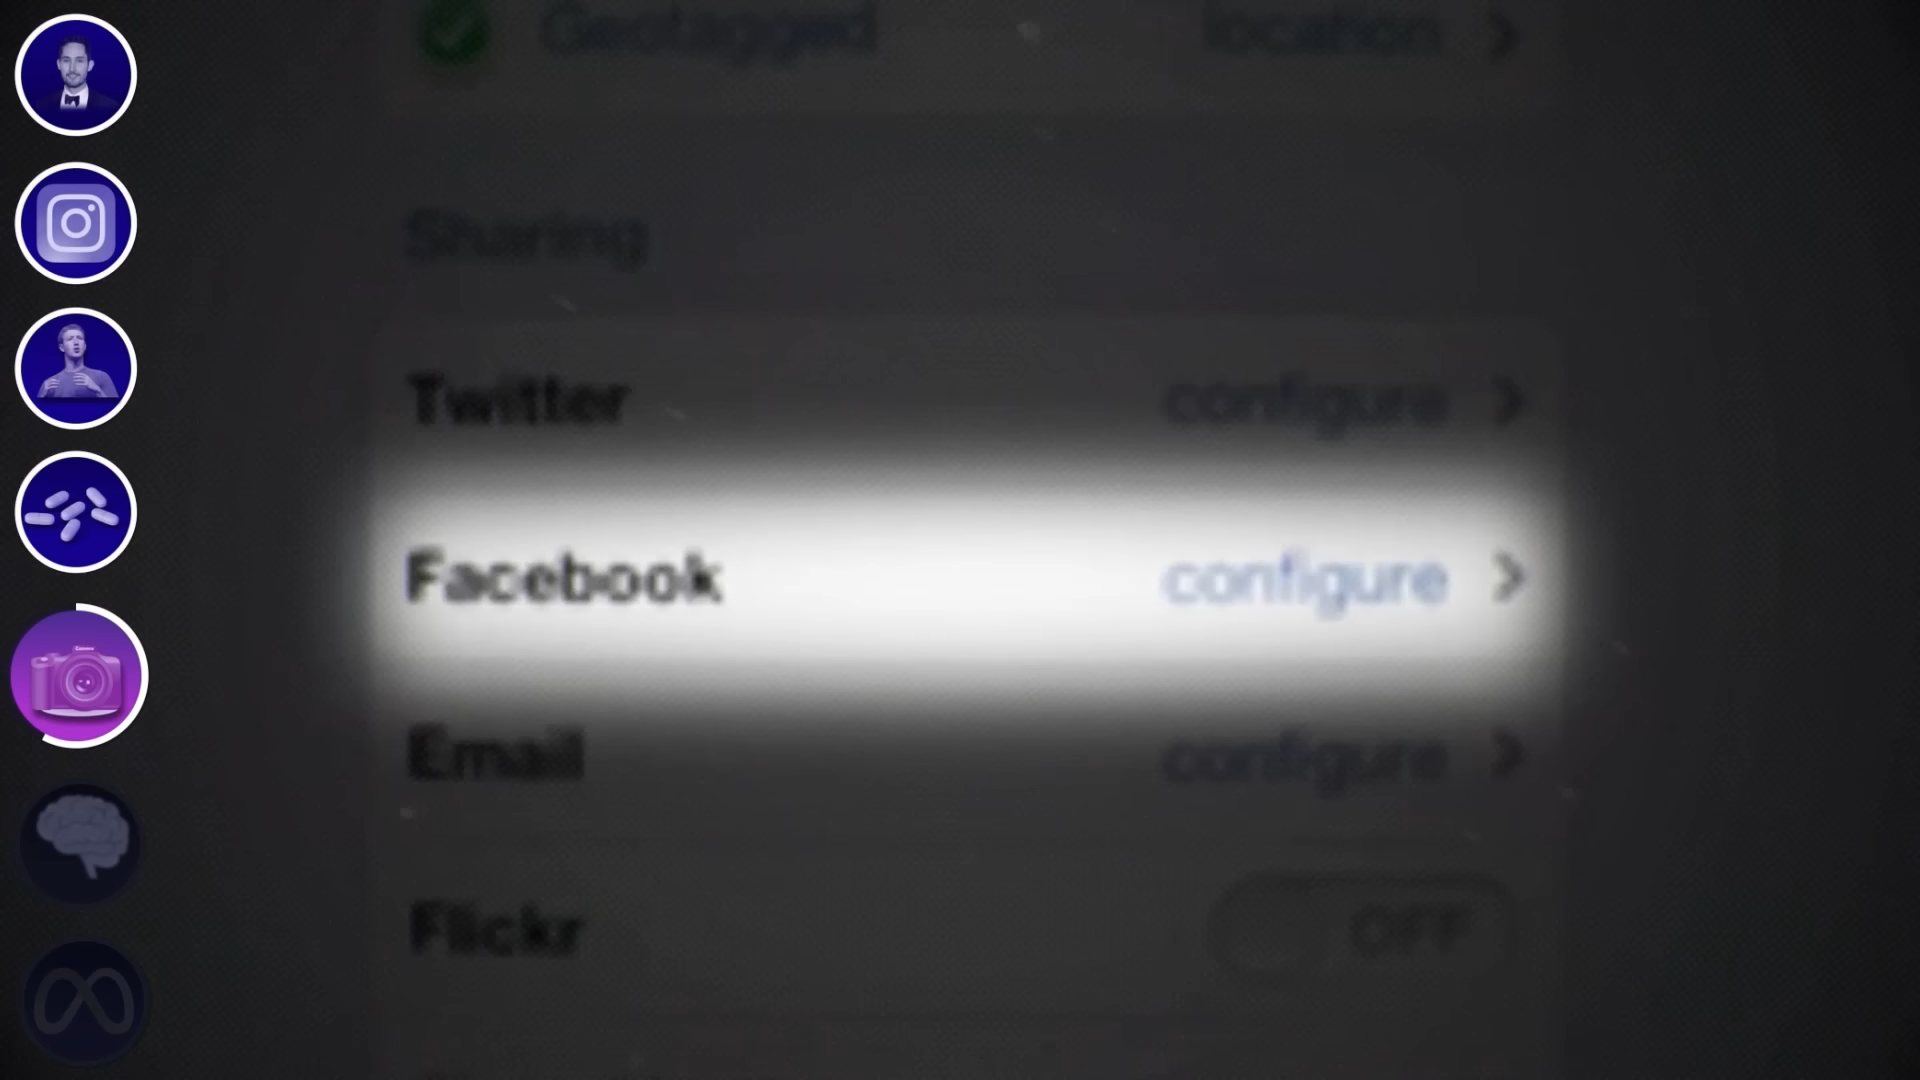 Geotagged location
Sharing
Twitter configure
Facebook configure
Email configure
Flickr OFF